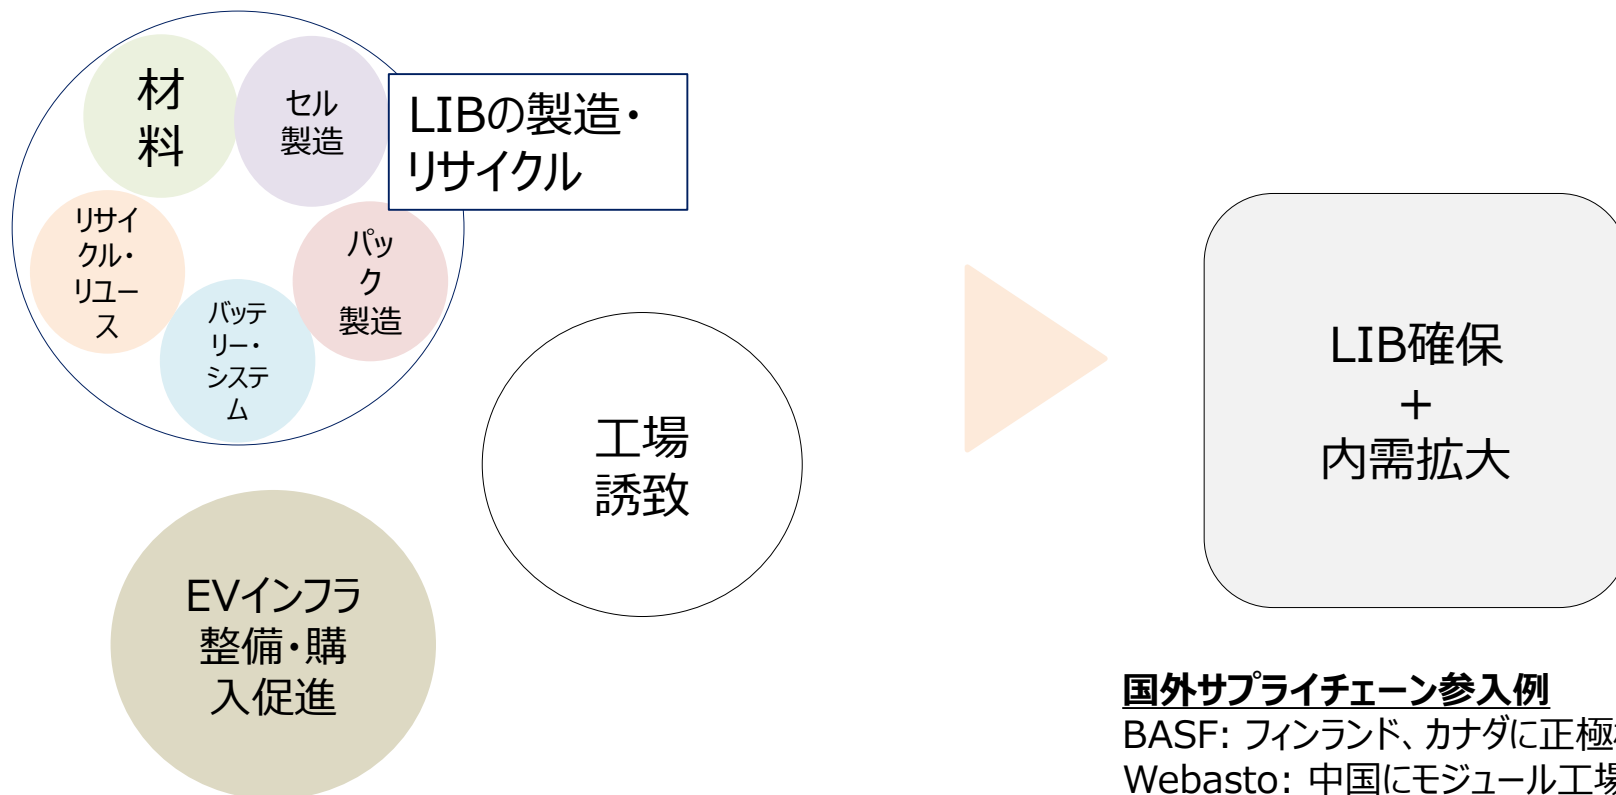 材
料
セル
製造
LIBの製造・
リサイクル
リサイ
クル・
リユー
ス
パッ
ク
製造
バッテ
リー・
システ
ム
工場
誘致
EVインフラ
整備・購
入促進
LIB確保
+
内需拡大
国外サプライチェーン参入例
BASF: フィンランド、カナダに正極
Webasto: 中国にモジュール工場